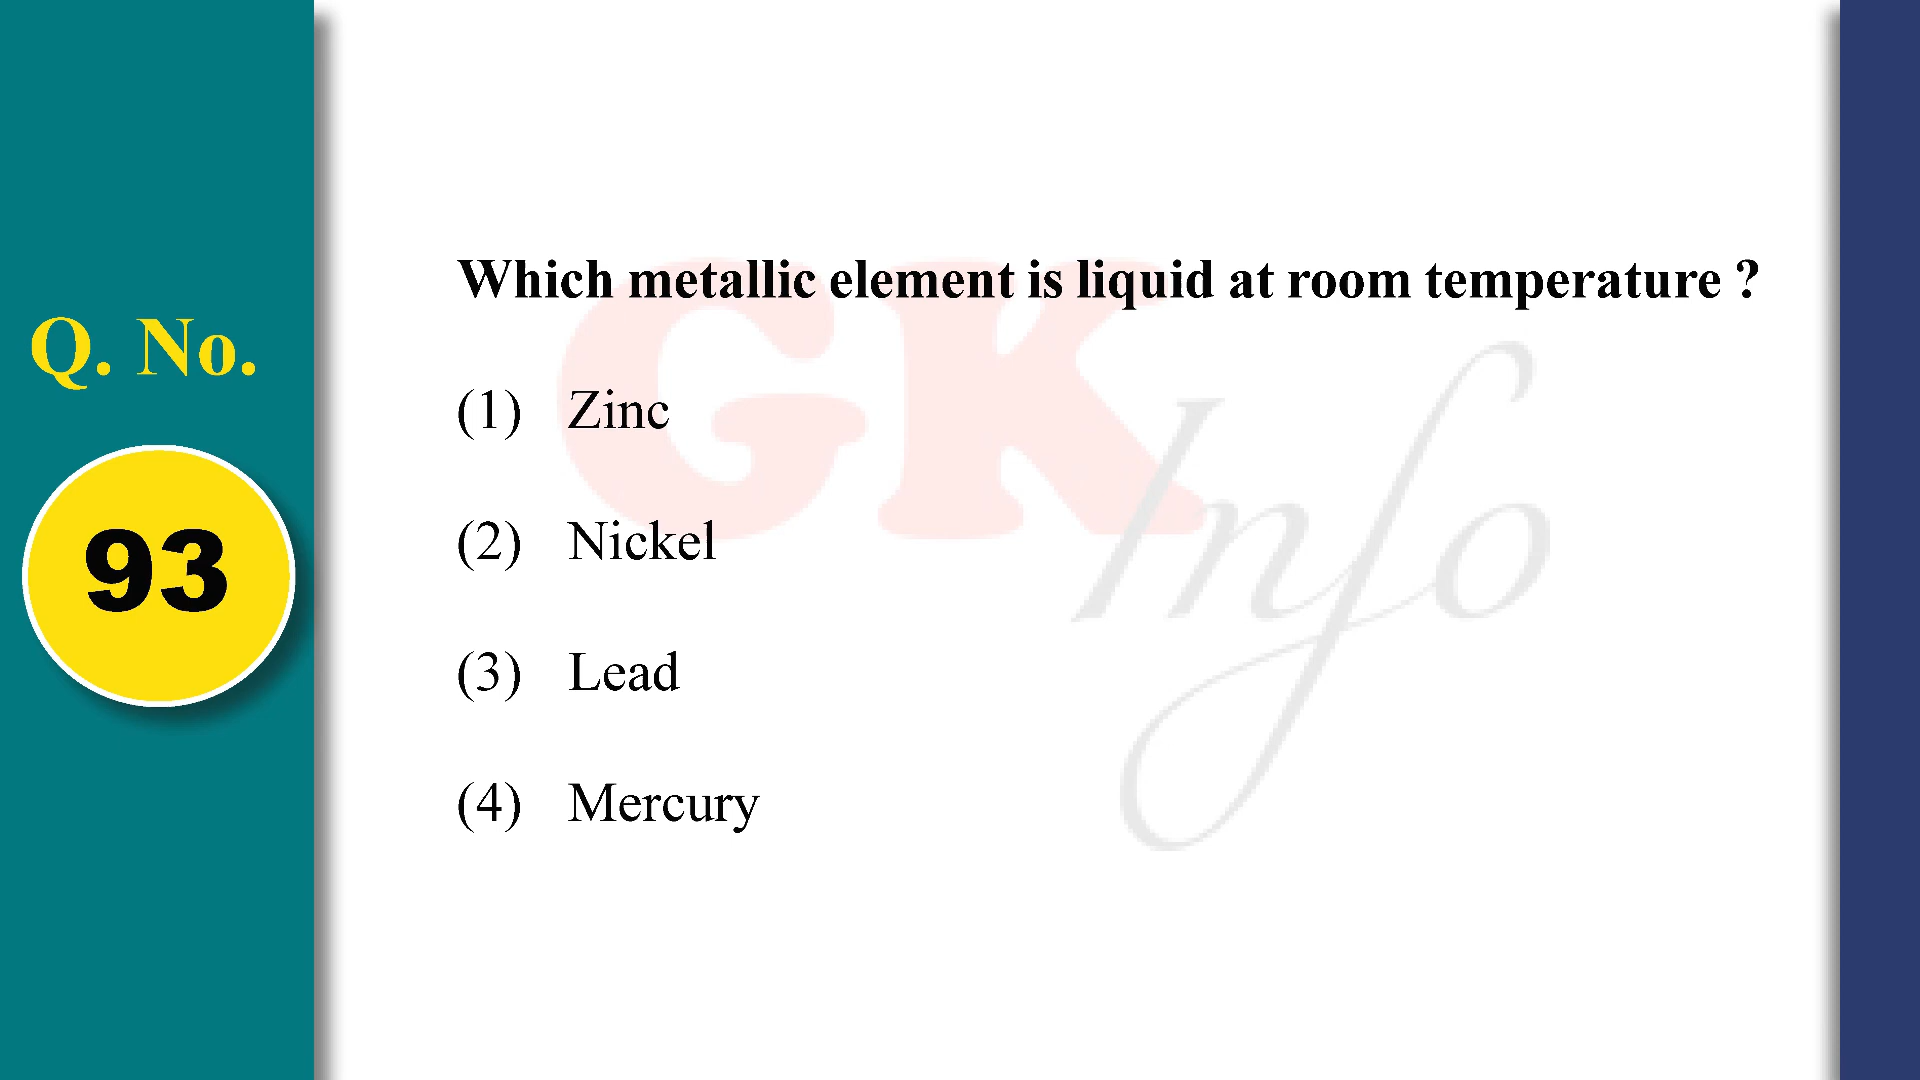 Q. No.
93
Which metallic element is liquid at room temperature ?
(1) Zinc
(2) Nickel
(3) Lead
(4) Mercury
GK
Info